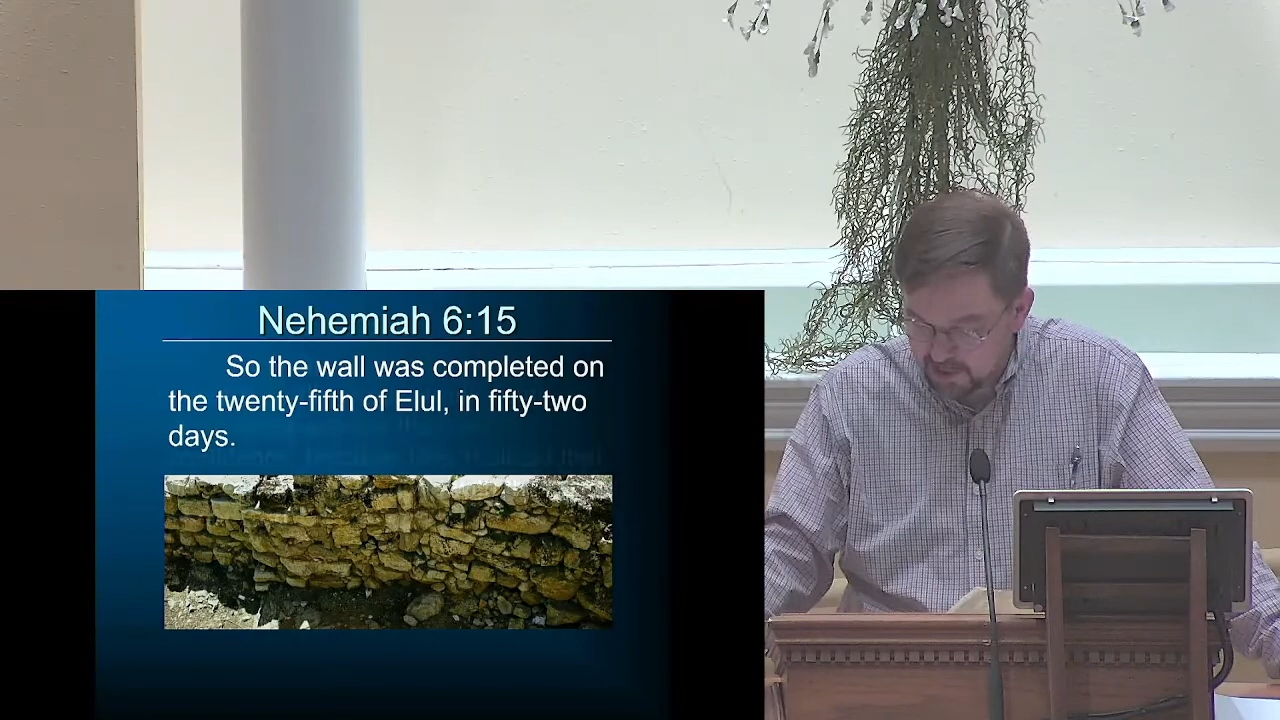 Nehemiah 6:15
So the wall was completed on
the twenty-fifth of Elul, in fifty-two
days.